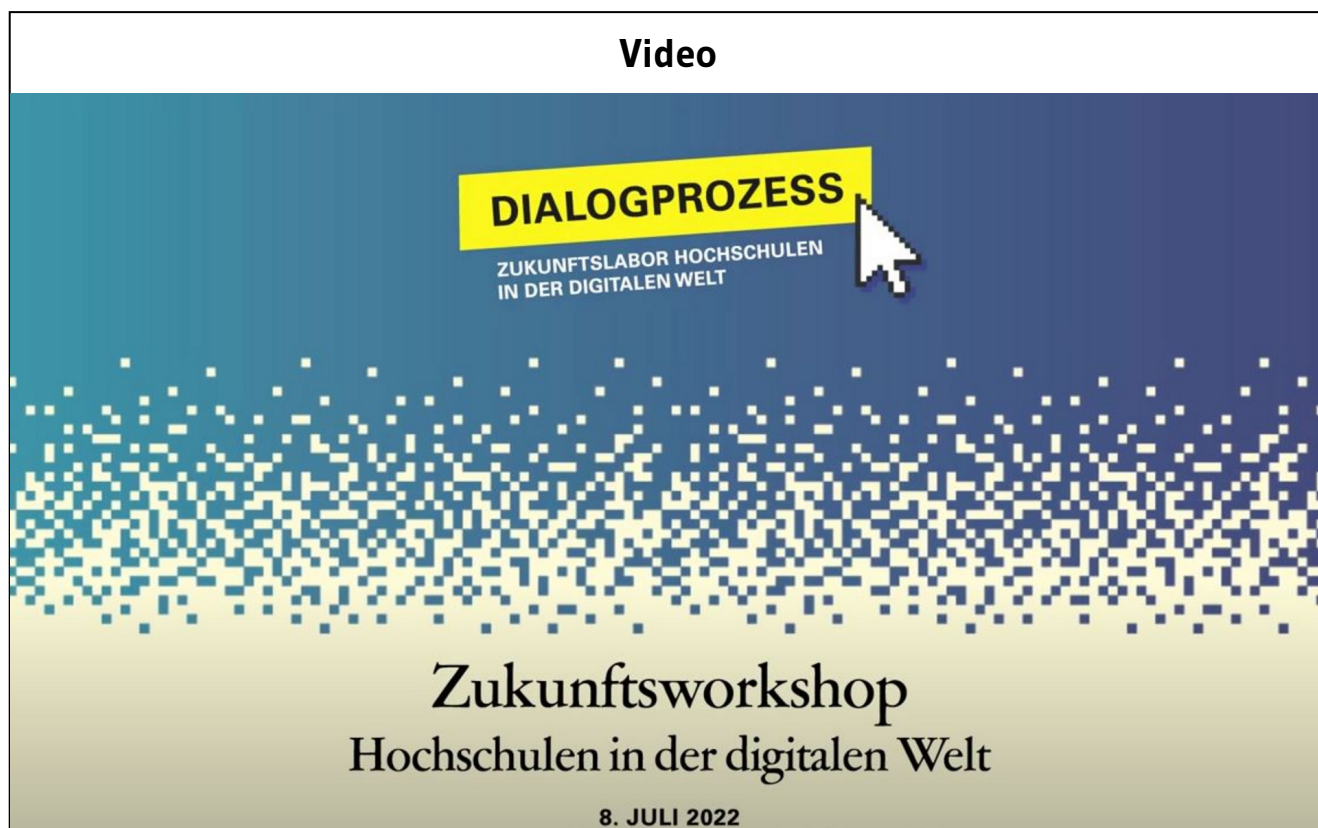 Video
DIALOGPROZESS
ZUKUNFTSLABOR HOCHSCHULEN
IN DER DIGITALEN WELT
Zukunftsworkshop
Hochschulen in der digitalen Welt
8. JULI 2022